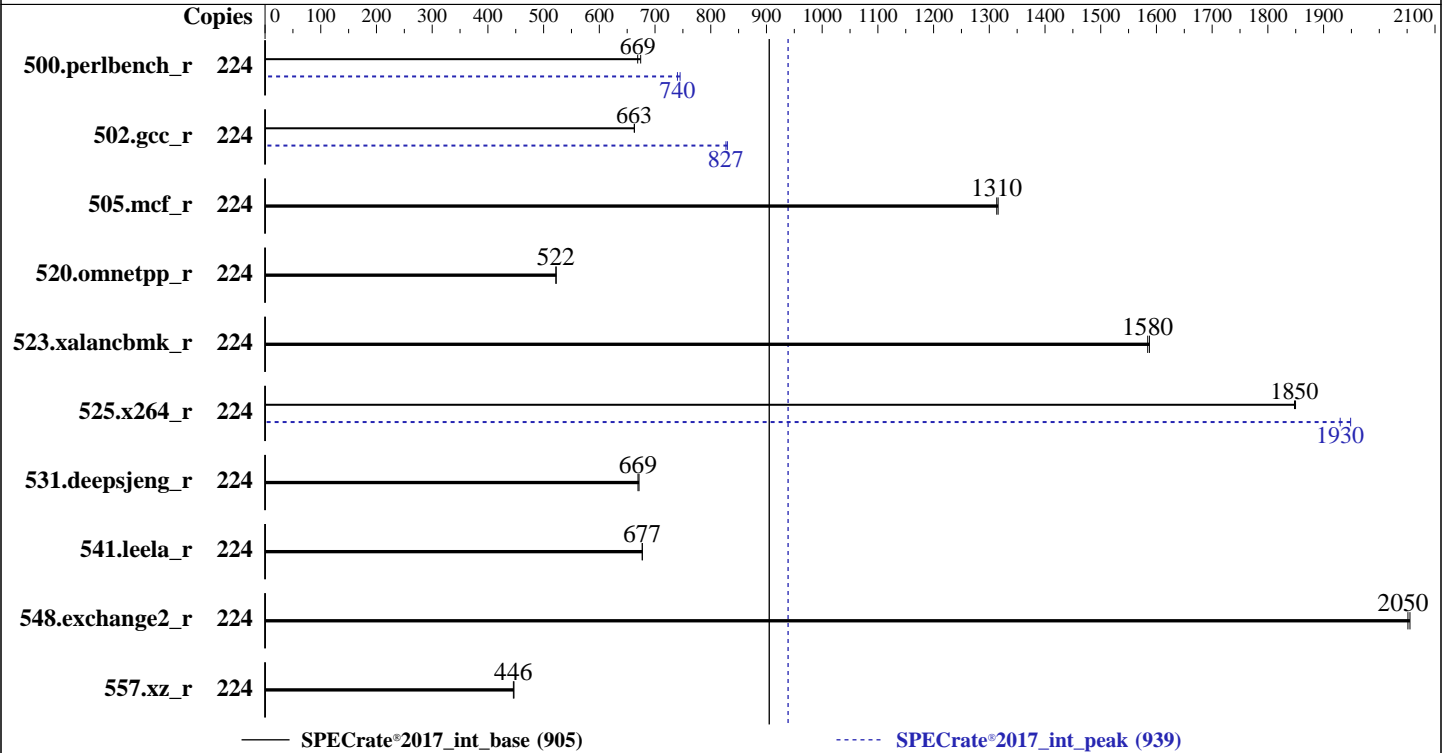 Copies 0 100 200 300 400 500 600 700 800 900 1000 1100 1200 1300 1400 1500 1600 1700 1800 1900 2100
669
500.perlbench_r 224
740
663
502.gcc_r 224
827
1310
505.mcf_r 224
522
520.omnetpp_r 224
1580
523.xalancbmk_r 224
1850
525.x264_r 224
1930
669
531.deepsjeng_r 224
677
541.leela_r 224
2050
548.exchange2_r 224
446
557.xz_r 224
SPECrate®2017_int_base (905) SPECrate®2017_int_peak (939)